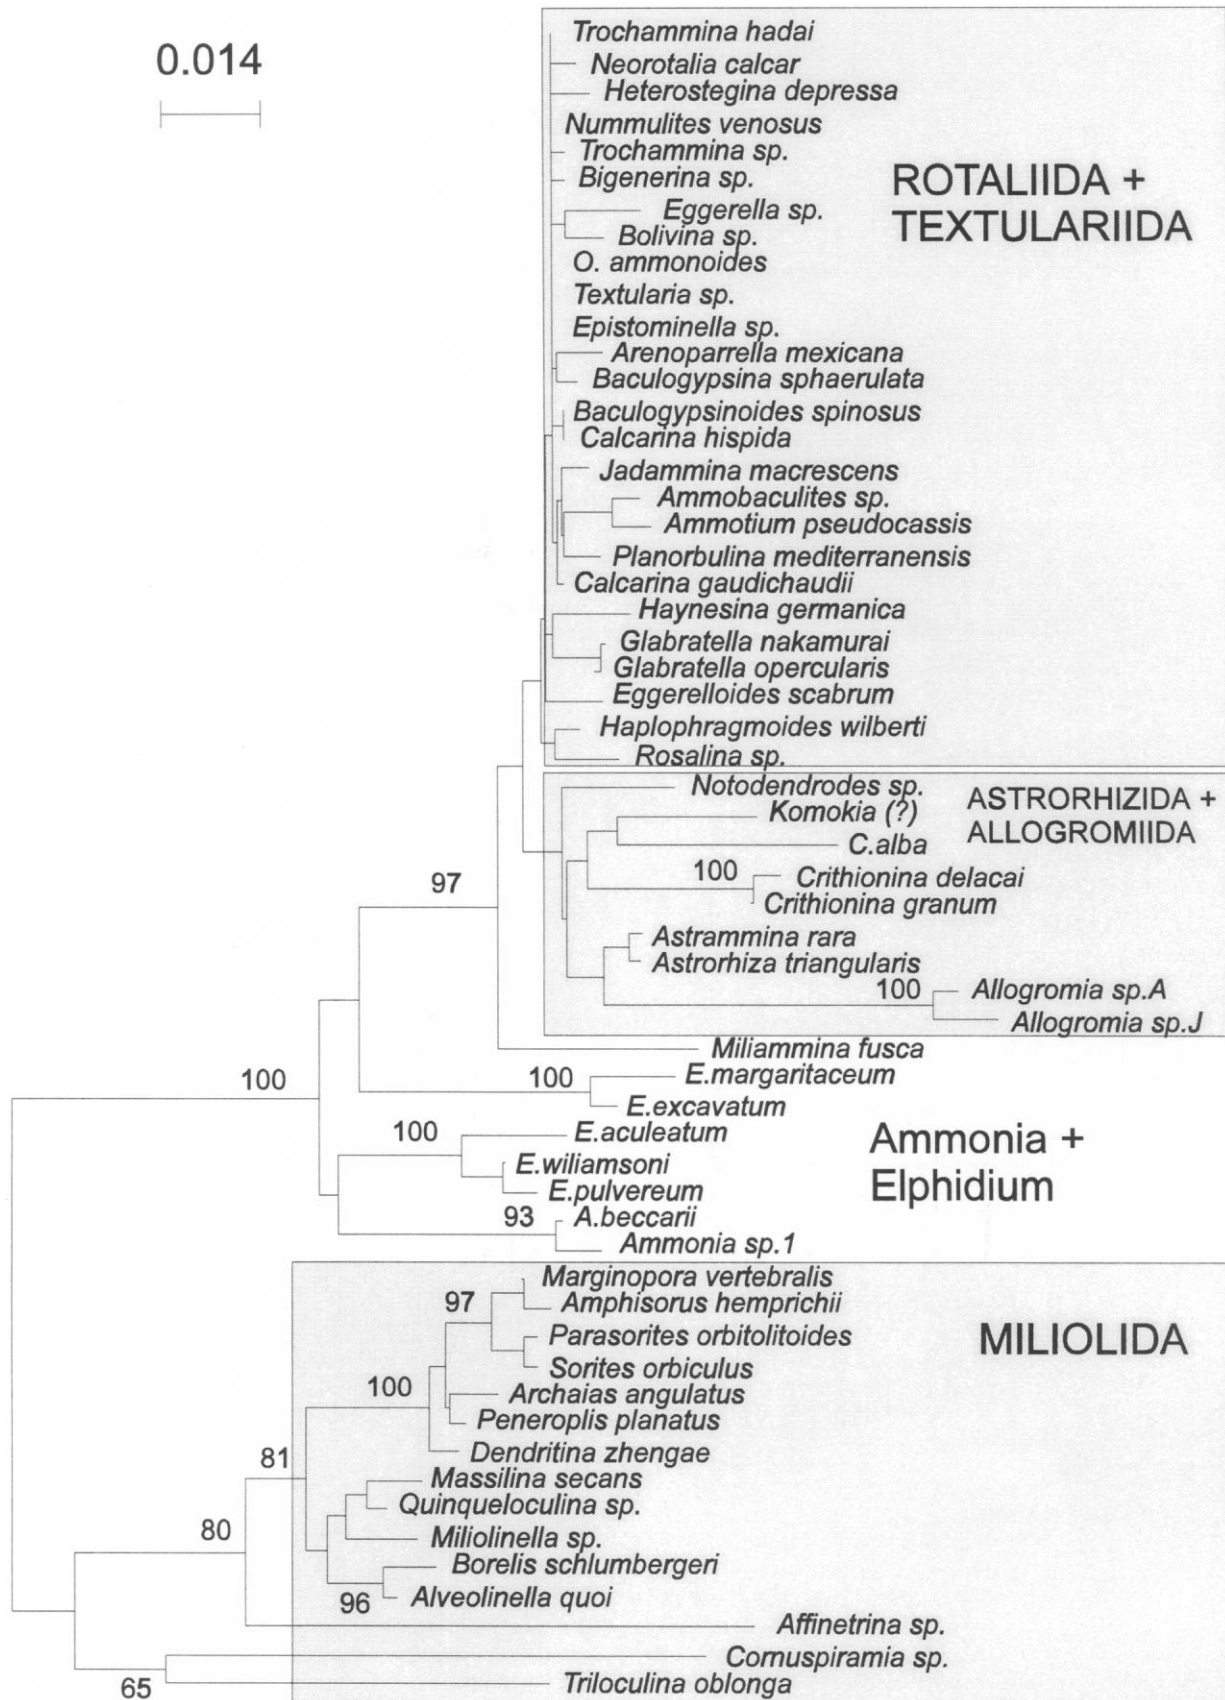 0.014
Trochammina hadai
Neorotalia calcar
Heterostegina depressa
Nummulites venosus
Trochammina sp.
Bigenerina sp.
ROTALIIDA +
TEXTULARIIDA
Eggerella sp.
Bolivina sp.
O. ammonoides
Textularia sp.
Epistominella sp.
Arenoparrella mexicana
Baculogypsina sphaerulata
Baculogypsinoides spinosus
Calcarina hispida
Jadammina macrescens
Ammobaculites sp.
Ammotium pseudocassis
Planorbulina mediterranensis
Calcarina gaudichaudii
Haynesina germanica
Glabratella nakamurai
Glabratella opercularis
Eggerelloides scabrum
Haplophragmoides wilberti
Rosalina sp.
Notodendrodes sp.
ASTRORHIZIDA +
ALLOGROMIIDA
Komokia (?)
C.alba
100
Crithionina delacai
97
Crithionina granum
Astrammina rara
Astrorhiza triangularis
100
Allogromia sp.A
Allogromia sp.J
Miliammina fusca
100
100
E.margaritaceum
E.excavatum
100
E.aculeatum
Ammonia +
Elphidium
E.wiliamsoni
E.pulvereum
93
A.beccarii
Ammonia sp.1
Marginopora vertebralis
97
Amphisorus hemprichii
MILIOLIDA
Parasorites orbitolitoides
Sorites orbiculus
100
Archaias angulatus
Peneroplis planatus
Dendritina zhengae
81
Massilina secans
Quinqueloculina sp.
80
Miliolinella sp.
Borelis schlumbergeri
96
Alveolinella quoi
Affinetrina sp.
Cornuspiramia sp.
65
Triloculina oblonga